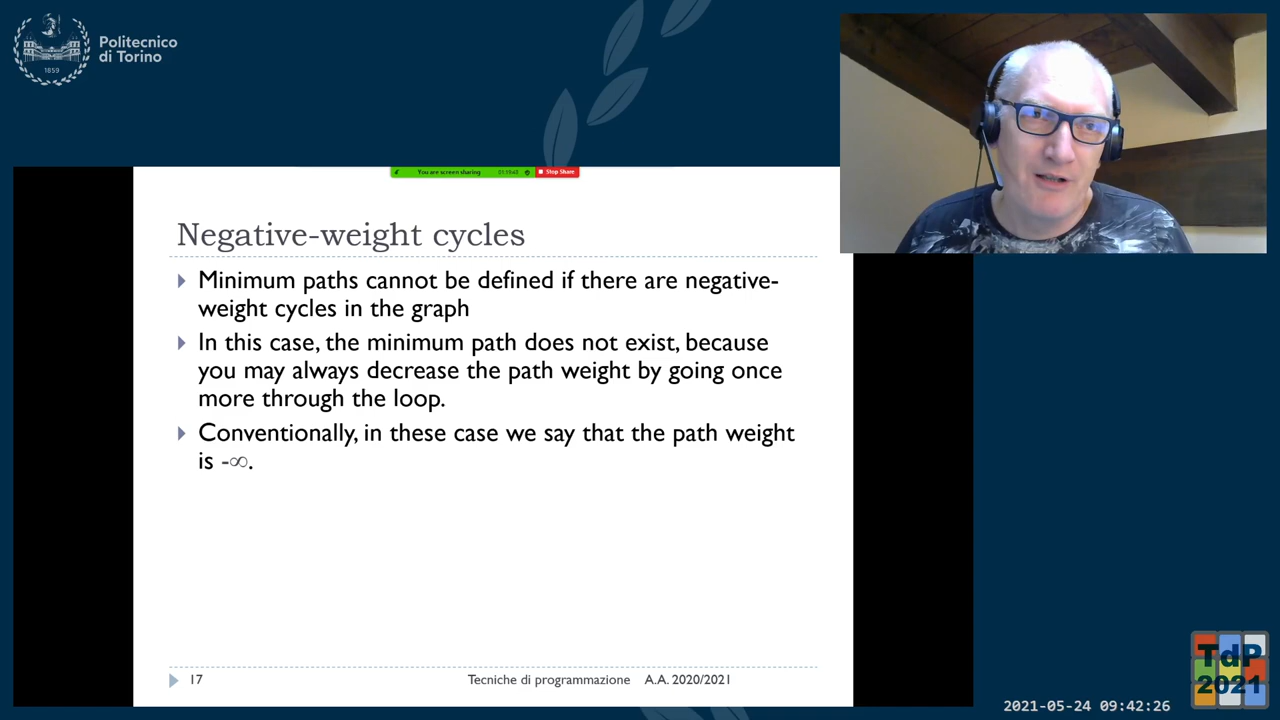 Politecnico
di Torino
1859
You are screen sharing
Stop Share
Negative-weight cycles
Minimum paths cannot be defined if there are negative-
weight cycles in the graph
In this case, the minimum path does not exist, because
you may always decrease the path weight by going once
more through the loop.
Conventionally, in these case we say that the path weight
is -∞.
17
Tecniche di programmazione A.A. 2020/2021
TdP
2021
2021-05-24 09:42:26